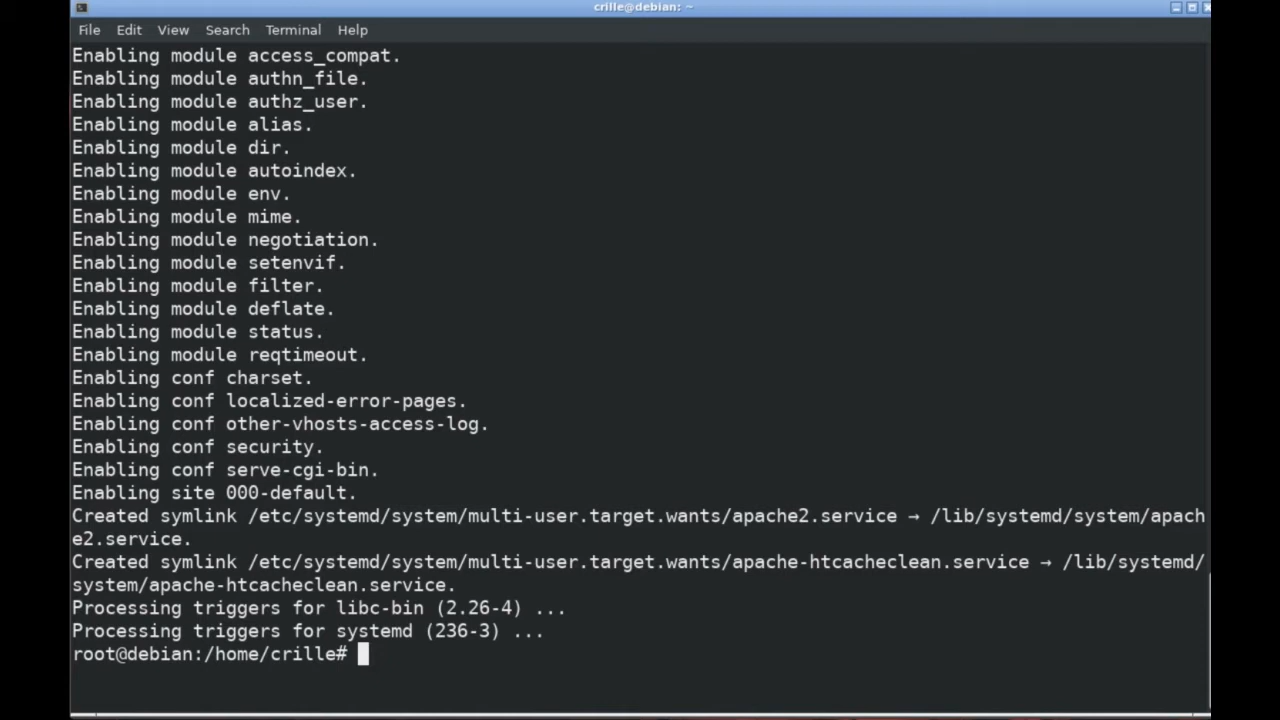 crille@debian: ~
File Edit View Search Terminal Help
Enabling module access_compat.
Enabling module authn_file.
Enabling module authz_user.
Enabling module alias.
Enabling module dir.
Enabling module autoindex.
Enabling module env.
Enabling module mime.
Enabling module negotiation.
Enabling module setenvif.
Enabling module filter.
Enabling module deflate.
Enabling module status.
Enabling module reqtimeout.
Enabling conf charset.
Enabling conf localized-error-pages.
Enabling conf other-vhosts-access-log.
Enabling conf security.
Enabling conf serve-cgi-bin.
Enabling site 000-default.
Created symlink /etc/systemd/system/multi-user.target.wants/apache2.service → /lib/systemd/system/apach
e2.service.
Created symlink /etc/systemd/system/multi-user.target.wants/apache-htcacheclean.service → /lib/systemd/
system/apache-htcacheclean.service.
Processing triggers for libc-bin (2.26-4) ...
Processing triggers for systemd (236-3) ...
root@debian:/home/crille#